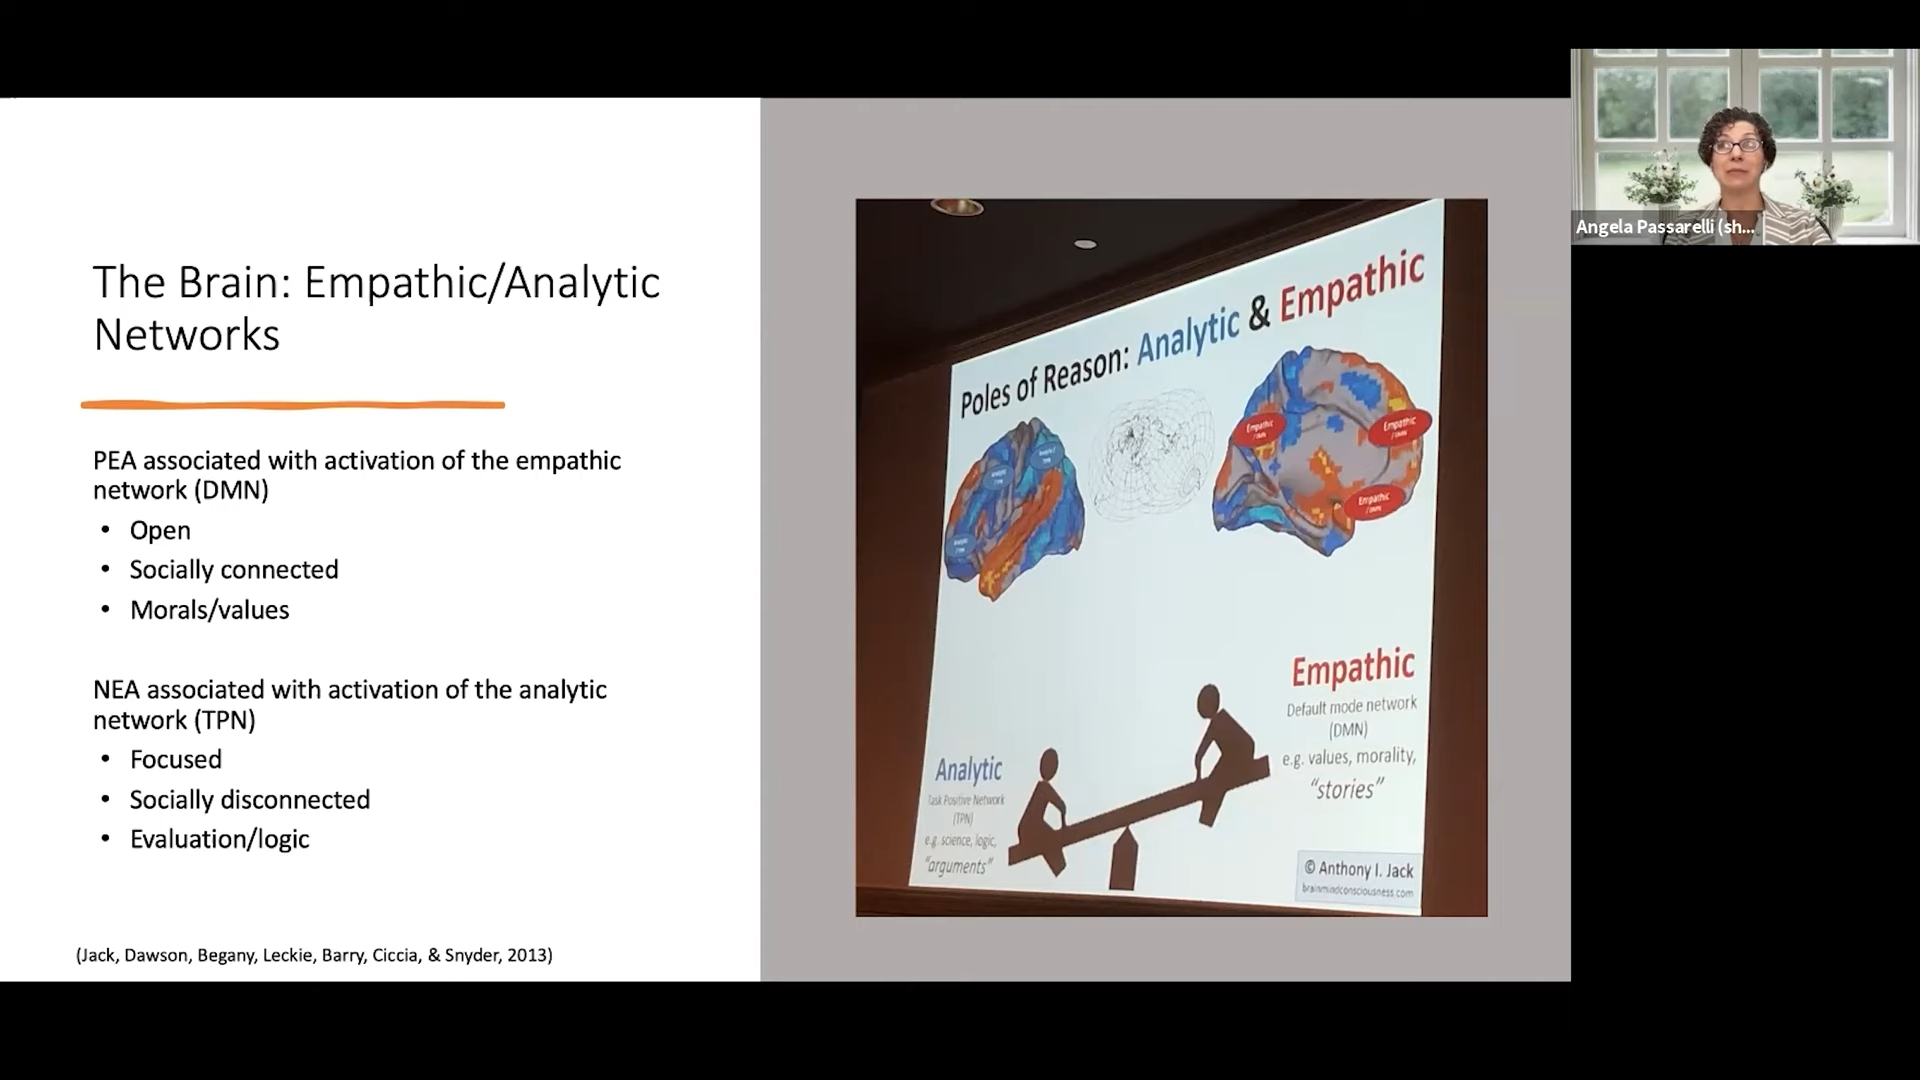 The Brain: Empathic/Analytic
Networks
PEA associated with activation of the empathic
network (DMN)
• Open
• Socially connected
• Morals/values
NEA associated with activation of the analytic
network (TPN)
• Focused
• Socially disconnected
• Evaluation/logic
(Jack, Dawson, Begany, Leckie, Barry, Ciccia, & Snyder, 2013)
Poles of Reason: Analytic & Empathic
Empathic
/ DMN
Empathic
/ DMN
Empathic
/ DMN
Analytic
Task Positive Network
(TPN)
e.g. science, logic,
“arguments”
Empathic
Default mode network
(DMN)
e.g. values, morality,
“stories”
© Anthony I. Jack
brainmindconsciousness.com
Angela Passarelli (sh...